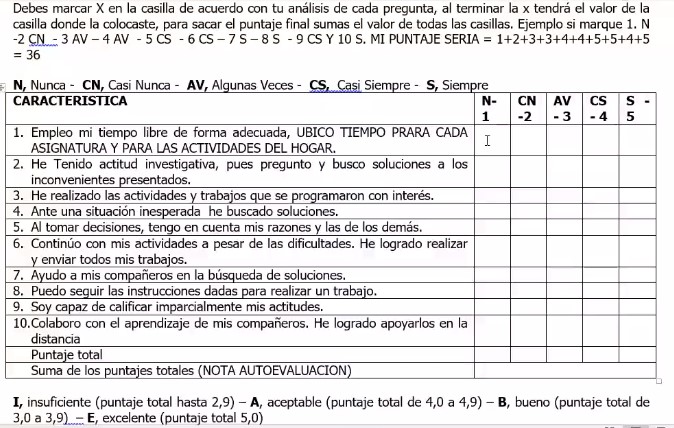 Debes marcar X en la casilla de acuerdo con tu análisis de cada pregunta, al terminar la x tendrá el valor de la
casilla donde la colocaste, para sacar el puntaje final sumas el valor de todas las casillas. Ejemplo si marque 1. N
-2 CN - 3 AV – 4 AV - 5 CS - 6 CS – 7 S – 8 S - 9 CS Y 10 S. MI PUNTAJE SERIA = 1+2+3+3+4+4+5+5+4+5
= 36
N, Nunca - CN, Casi Nunca - AV, Algunas Veces - CS, Casi Siempre - S, Siempre
CARACTERISTICA N- 1 CN -2 AV - 3 CS - 4 S - 5
1. Empleo mi tiempo libre de forma adecuada, UBICO TIEMPO PRARA CADA
ASIGNATURA Y PARA LAS ACTIVIDADES DEL HOGAR.
2. He Tenido actitud investigativa, pues pregunto y busco soluciones a los
inconvenientes presentados.
3. He realizado las actividades y trabajos que se programaron con interés.
4. Ante una situación inesperada he buscado soluciones.
5. Al tomar decisiones, tengo en cuenta mis razones y las de los demás.
6. Continúo con mis actividades a pesar de las dificultades. He logrado realizar
y enviar todos mis trabajos.
7. Ayudo a mis compañeros en la búsqueda de soluciones.
8. Puedo seguir las instrucciones dadas para realizar un trabajo.
9. Soy capaz de calificar imparcialmente mis actitudes.
10.Colaboro con el aprendizaje de mis compañeros. He logrado apoyarlos en la
distancia
Puntaje total
Suma de los puntajes totales (NOTA AUTOEVALUACION)
I, insuficiente (puntaje total hasta 2,9) – A, aceptable (puntaje total de 4,0 a 4,9) – B, bueno (puntaje total de
3,0 a 3,9) – E, excelente (puntaje total 5,0)